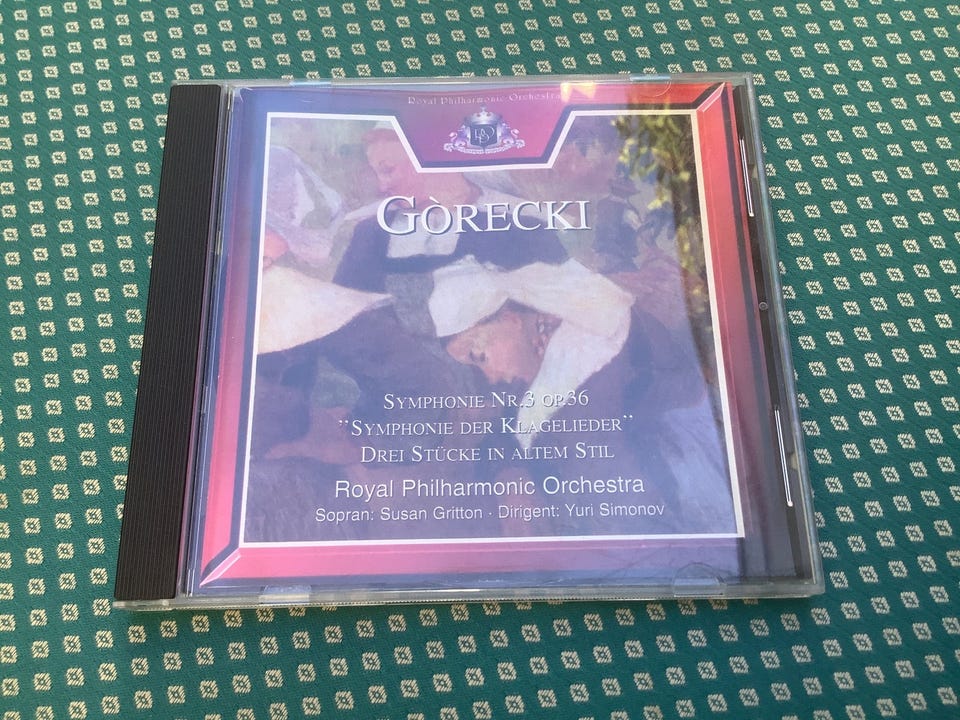 Royal Philharmonic Orchestra
RPO
GÒRECKI
SYMPHONIE NR.3 OP.36
"SYMPHONIE DER KLAGELIEDER"
DREI STÜCKE IN ALTEM STIL
Royal Philharmonic Orchestra
Sopran: Susan Gritton · Dirigent: Yuri Simonov